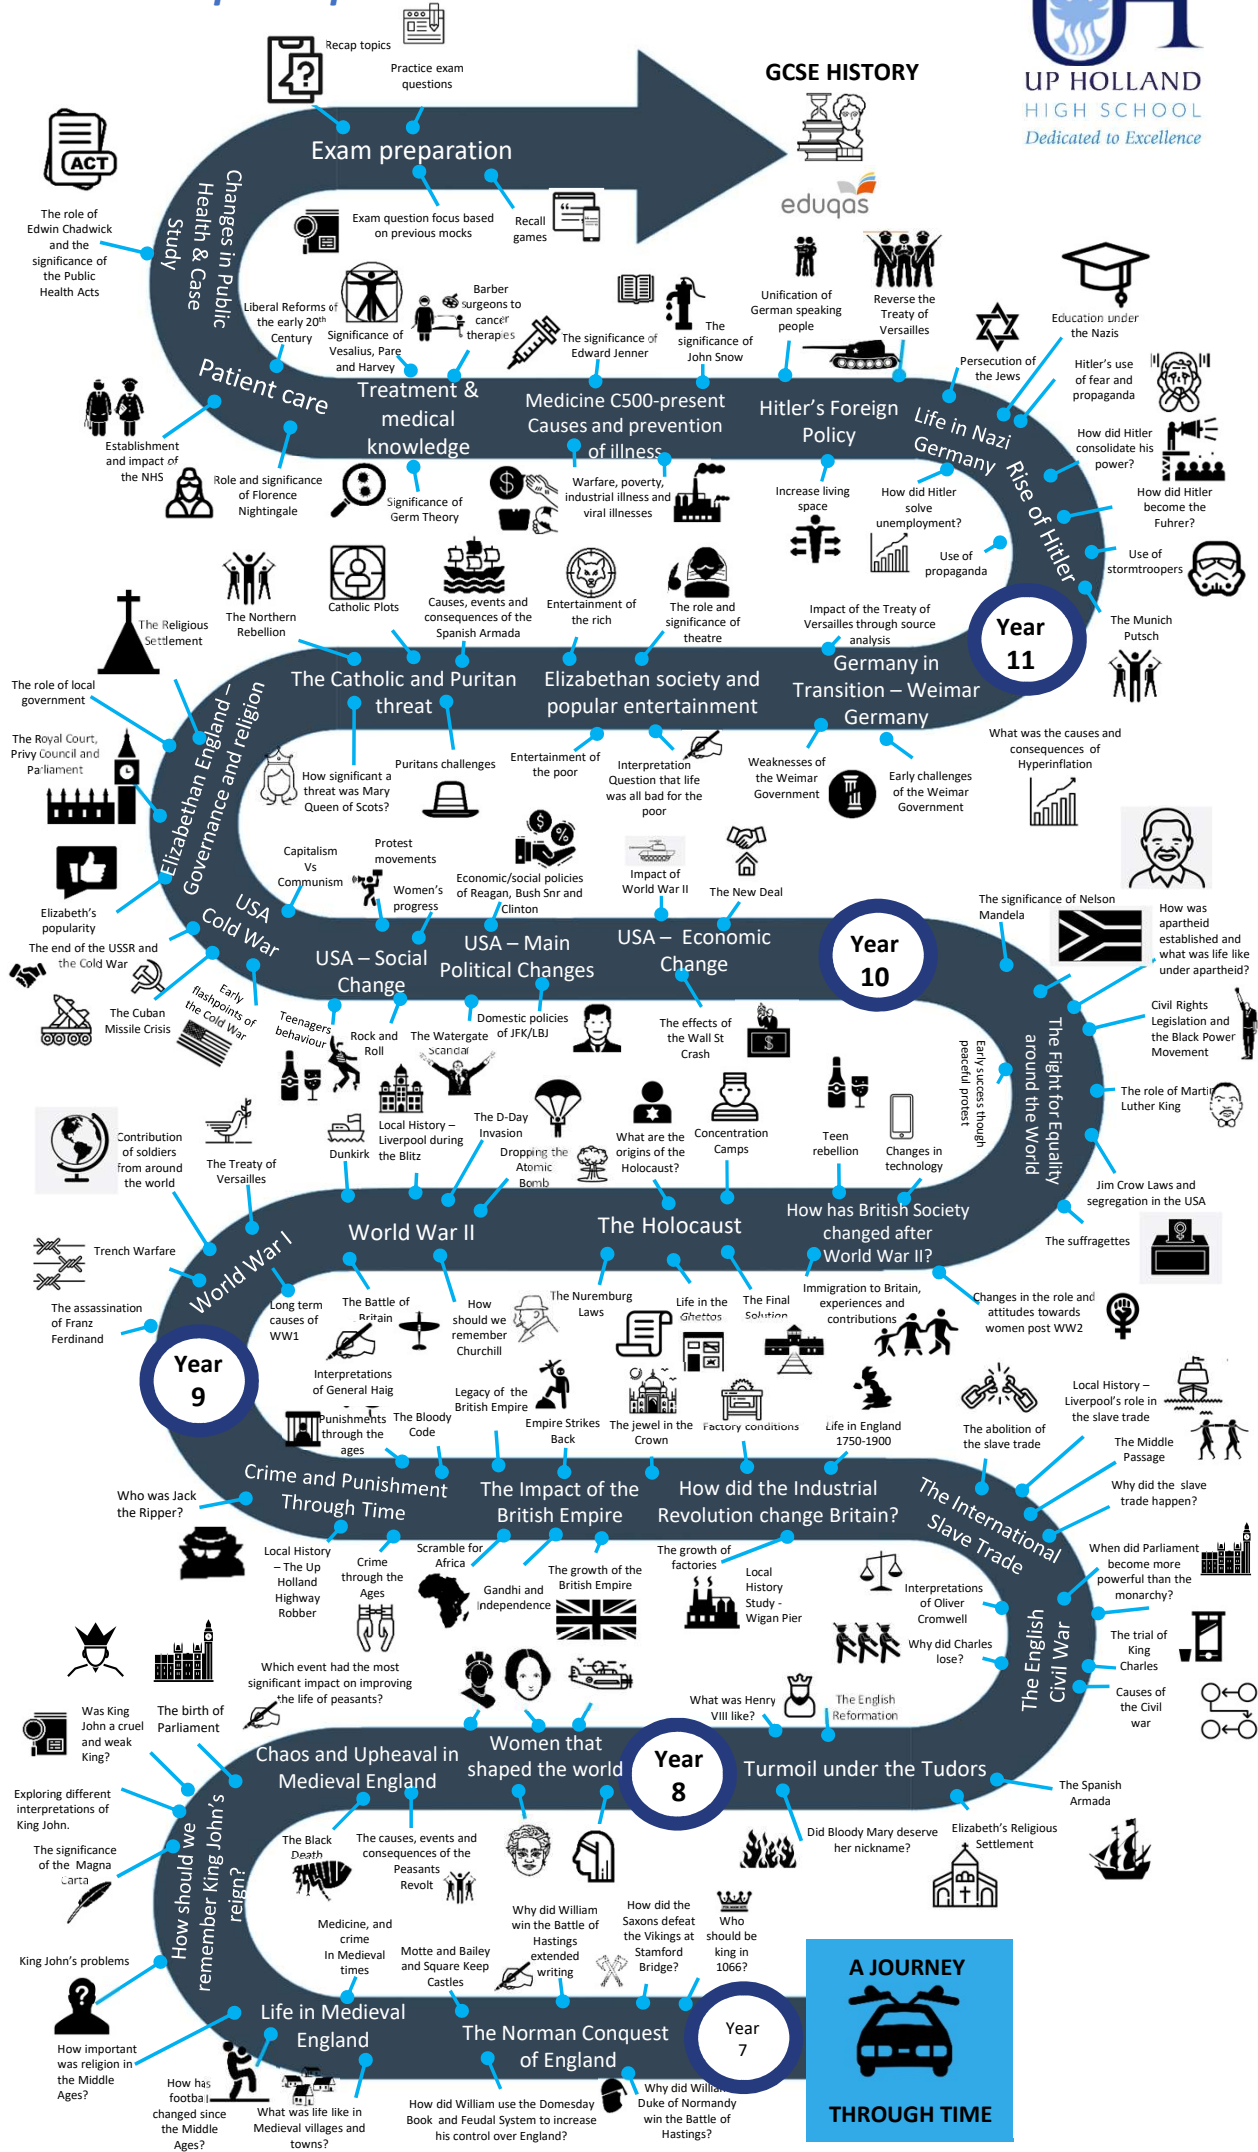 UP HOLLAND
HIGH SCHOOL
Dedicated to Excellence
GCSE HISTORY
eduqas
Recap topics
Practice exam
questions
Exam preparation
Exam question focus based
on previous mocks
Recall
games
ACT
The role of
Edwin Chadwick
and the
significance of
the Public
Health Acts
Changes in Public
Health & Case
Study
Liberal Reforms of
the early 20th
Century
Patient care
Establishment
and impact of
the NHS
Role and significance
of Florence
Nightingale
Significance of
Vesalius, Pare
and Harvey
Barber
surgeons to
cancer
therapies
Treatment &
medical
knowledge
Significance of
Germ Theory
The significance of
Edward Jenner
The
significance of
John Snow
Medicine C500-present
Causes and prevention
of illness
Warfare, poverty,
industrial illness and
viral illnesses
Unification of
German speaking
people
Reverse the
Treaty of
Versailles
Hitler's Foreign
Policy
Increase living
space
Persecution of
the Jews
Education under
the Nazis
Life in Nazi
Germany
How did Hitler
solve
unemployment?
Use of
propaganda
Hitler's use
of fear and
propaganda
How did Hitler
consolidate his
power?
How did Hitler
become the
Fuhrer?
Use of
stormtroopers
The Munich
Putsch
Rise of Hitler
Year
11
Impact of the Treaty of
Versailles through source
analysis
Germany in
Transition – Weimar
Germany
Weaknesses of
the Weimar
Government
Early challenges
of the Weimar
Government
What was the causes and
consequences of
Hyperinflation
Entertainment of
the rich
The role and
significance of
theatre
Elizabethan society and
popular entertainment
Entertainment of
the poor
Interpretation
Question that life
was all bad for the
poor
The Northern
Rebellion
Catholic Plots
Causes, events and
consequences of the
Spanish Armada
The Catholic and Puritan
threat
How significant a
threat was Mary
Queen of Scots?
Puritans challenges
The Religious
Settlement
The role of local
government
The Royal Court,
Privy Council and
Parliament
Elizabeth's
popularity
Elizabethan England –
Governance and religion
USA
Cold War
The end of the USSR and
the Cold War
The Cuban
Missile Crisis
Early
flashpoints of
the Cold War
Capitalism
Vs
Communism
Protest
movements
Women's
progress
USA – Social
Change
Teenagers
behaviour
Rock and
Roll
Economic/social policies
of Reagan, Bush Snr and
Clinton
USA – Main
Political Changes
The Watergate
Scandal
Domestic policies
of JFK/LBJ
Impact of
World War II
The New Deal
USA – Economic
Change
The effects of
the Wall St
Crash
Year
10
The significance of Nelson
Mandela
How was
apartheid
established and
what was life like
under apartheid?
Civil Rights
Legislation and
the Black Power
Movement
The role of Martin
Luther King
Jim Crow Laws and
segregation in the USA
The suffragettes
Early success though
peaceful protest
The Fight for Equality
around the World
Teen
rebellion
Changes in
technology
How has British Society
changed after
World War II?
Immigration to Britain,
experiences and
contributions
Changes in the role and
attitudes towards
women post WW2
What are the
origins of the
Holocaust?
Concentration
Camps
The Holocaust
The Nuremburg
Laws
Life in the
Ghettos
The Final
Solution
Dunkirk
Local History –
Liverpool during
the Blitz
The D-Day
Invasion
Dropping the
Atomic
Bomb
World War II
The Battle of
Britain
How
should we
remember
Churchill
Contribution
of soldiers
from around
the world
The Treaty of
Versailles
Trench Warfare
The assassination
of Franz
Ferdinand
World War I
Long term
causes of
WW1
Interpretations
of General Haig
Year
9
Punishments
through the
ages
The Bloody
Code
Crime and Punishment
Through Time
Who was Jack
the Ripper?
Local History
– The Up
Holland
Highway
Robber
Crime
through the
Ages
Legacy of the
British Empire
Empire Strikes
Back
The jewel in the
Crown
The Impact of the
British Empire
Scramble for
Africa
Gandhi and
Independence
The growth of the
British Empire
Factory conditions
Life in England
1750-1900
How did the Industrial
Revolution change Britain?
The growth of
factories
Local
History
Study -
Wigan Pier
The abolition of
the slave trade
Local History –
Liverpool's role in
the slave trade
The Middle
Passage
Why did the slave
trade happen?
The International
Slave Trade
When did Parliament
become more
powerful than the
monarchy?
The trial of
King
Charles
Causes of
the Civil
war
Interpretations
of Oliver
Cromwell
Why did Charles
lose?
The English
Civil War
What was Henry
VIII like?
The English
Reformation
Turmoil under the Tudors
The Spanish
Armada
Elizabeth's Religious
Settlement
Did Bloody Mary deserve
her nickname?
Year
8
Women that
shaped the world
Which event had the most
significant impact on improving
the life of peasants?
Chaos and Upheaval in
Medieval England
The Black
Death
The causes, events and
consequences of the
Peasants
Revolt
Was King
John a cruel
and weak
King?
The birth of
Parliament
Exploring different
interpretations of
King John.
The significance
of the Magna
Carta
King John's problems
How should we
remember King John's
reign?
How important
was religion in
the Middle
Ages?
Medicine, and
crime
In Medieval
times
Life in Medieval
England
How has
football
changed since
the Middle
Ages?
What was life like in
Medieval villages and
towns?
Motte and Bailey
and Square Keep
Castles
Why did William
win the Battle of
Hastings
extended
writing
How did the
Saxons defeat
the Vikings at
Stamford
Bridge?
Who
should be
king in
1066?
The Norman Conquest
of England
How did William use the Domesday
Book and Feudal System to increase
his control over England?
Why did William
Duke of Normandy
win the Battle of
Hastings?
Year
7
A JOURNEY
THROUGH TIME